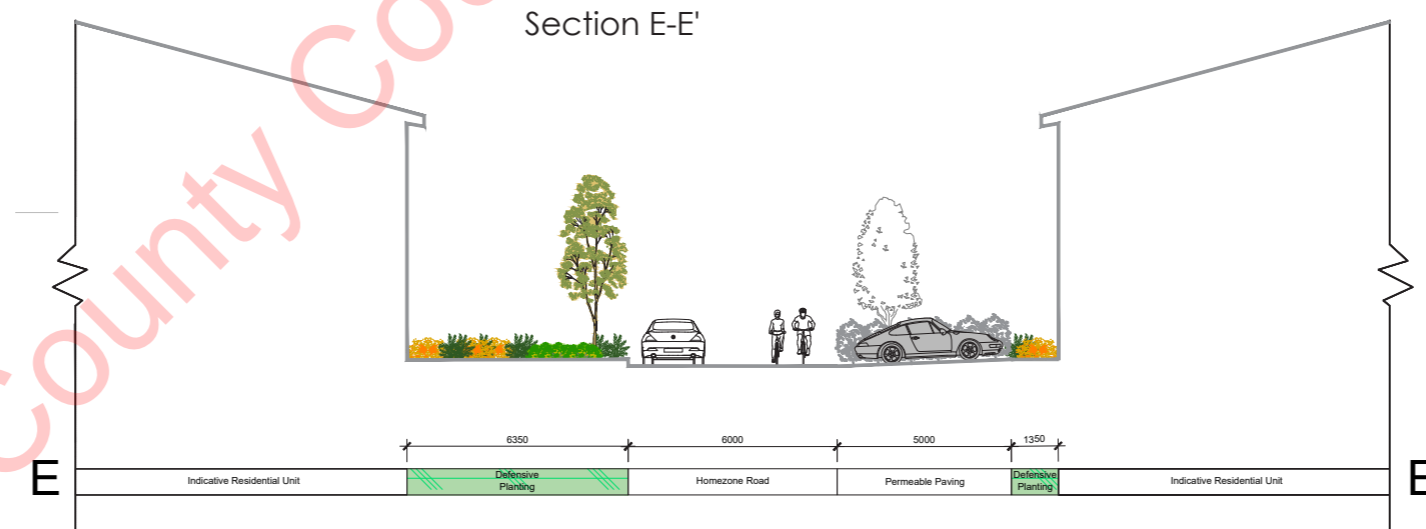 Section E-E'
County Cou
6350
6000
5000
1350
E
Indicative Residential Unit
Defensive
Planting
Homezone Road
Permeable Paving
Defensive
Planting
Indicative Residential Unit
E